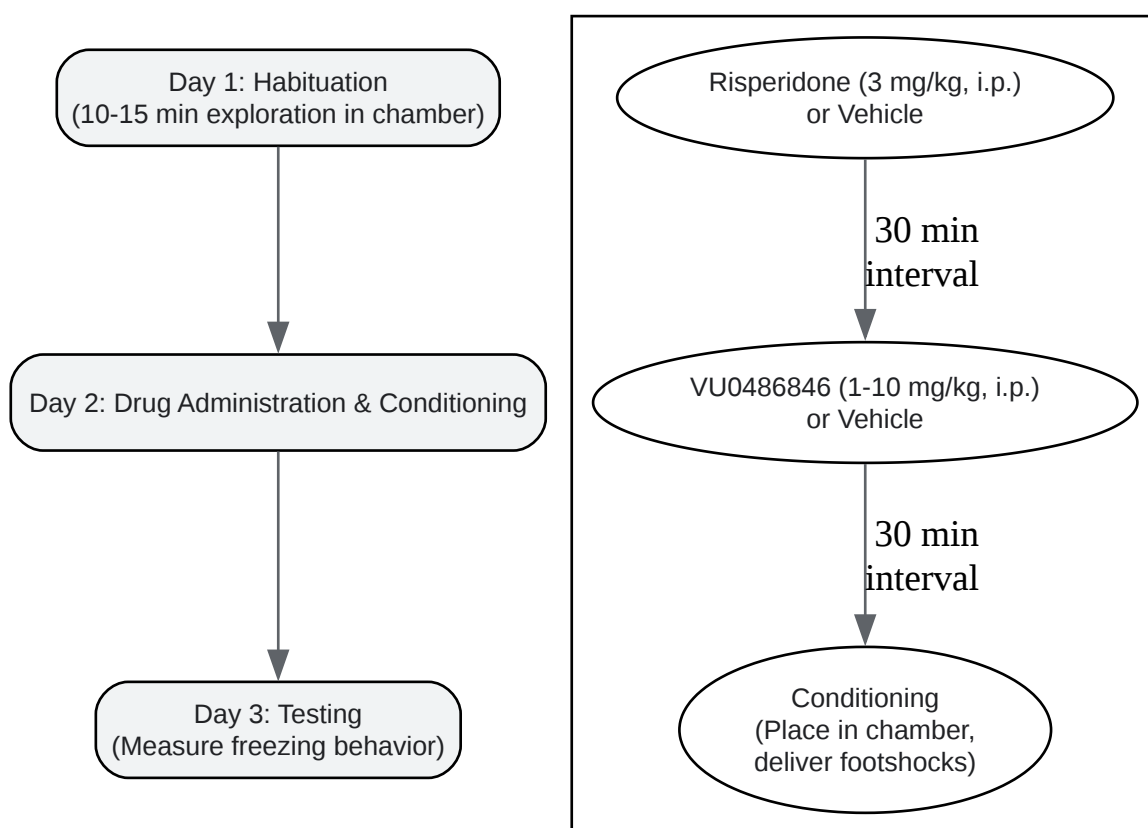 Day 1: Habituation
(10-15 min exploration in chamber)
Day 2: Drug Administration & Conditioning
Day 3: Testing
(Measure freezing behavior)
Risperidone (3 mg/kg, i.p.)
or Vehicle
30 min
interval
VU0486846 (1-10 mg/kg, i.p.)
or Vehicle
30 min
interval
Conditioning
(Place in chamber,
deliver footshocks)